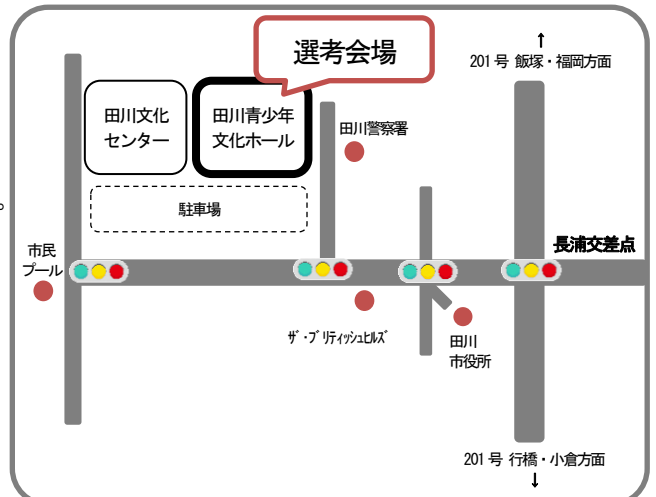 選考会場
↑
201号 飯塚・福岡方面
田川文化
センター
田川青少年
文化ホール
田川警察署
駐車場
。
市民
プール
長浦交差点
ザ・ブリティッシュヒルズ
田川
市役所
201号 行橋・小倉方面
↓